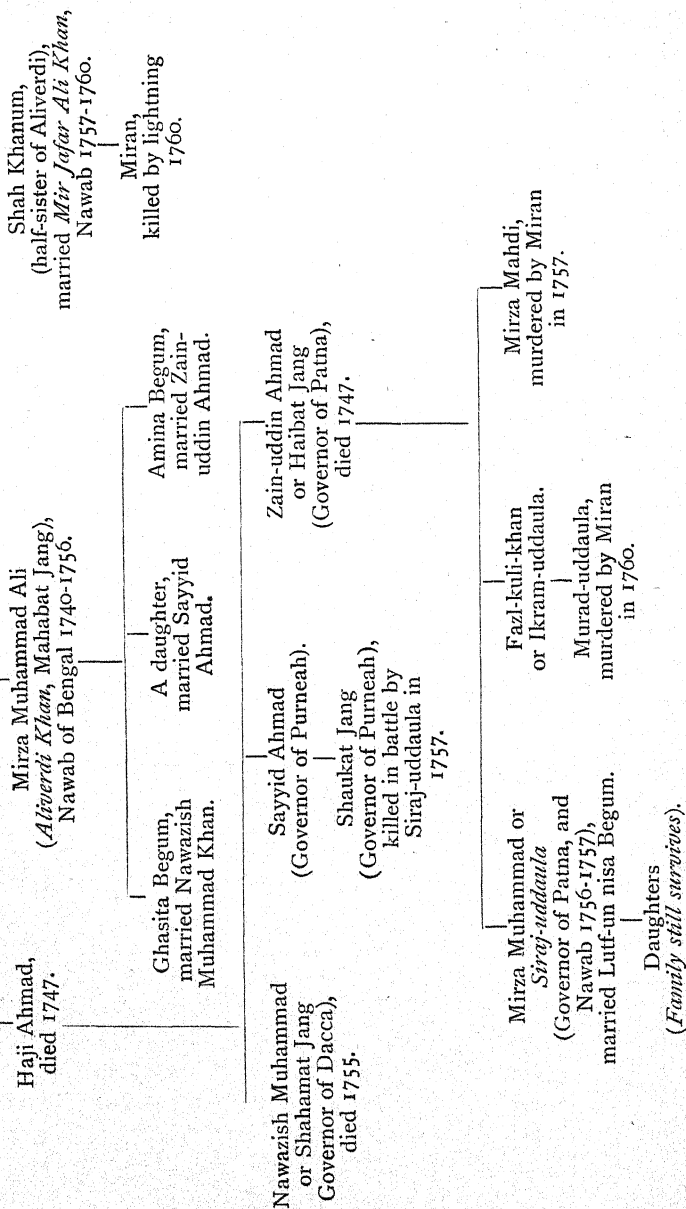 Haji Ahmad,
died 1747.
Mirza Muhammad Ali
(Aliverdi Khan, Mahabat Jang),
Nawab of Bengal 1740-1756.
Shah Khanum,
(half-sister of Aliverdi),
married Mir Jafar Ali Khan,
Nawab 1757-1760.
Miran,
killed by lightning
1760.
Ghasita Begum,
married Nawazish
Muhammad Khan.
A daughter,
married Sayyid
Ahmad.
Amina Begum,
married Zain-
uddin Ahmad.
Nawazish Muhammad
or Shahamat Jang
Governor of Dacca),
died 1755.
Sayyid Ahmad
(Governor of Purneah).
Shaukat Jang
(Governor of Purneah),
killed in battle by
Siraj-uddaula in
1757.
Zain-uddin Ahmad
or Haibat Jang
(Governor of Patna),
died 1747.
Mirza Muhammad or
Siraj-uddaula
(Governor of Patna, and
Nawab 1756-1757),
married Lutf-un nisa Begum.
Daughters
(Family still survives).
Fazl-kuli-khan
or Ikram-uddaula.
Murad-uddaula,
murdered by Miran
in 1760.
Mirza Mahdi,
murdered by Miran
in 1757.